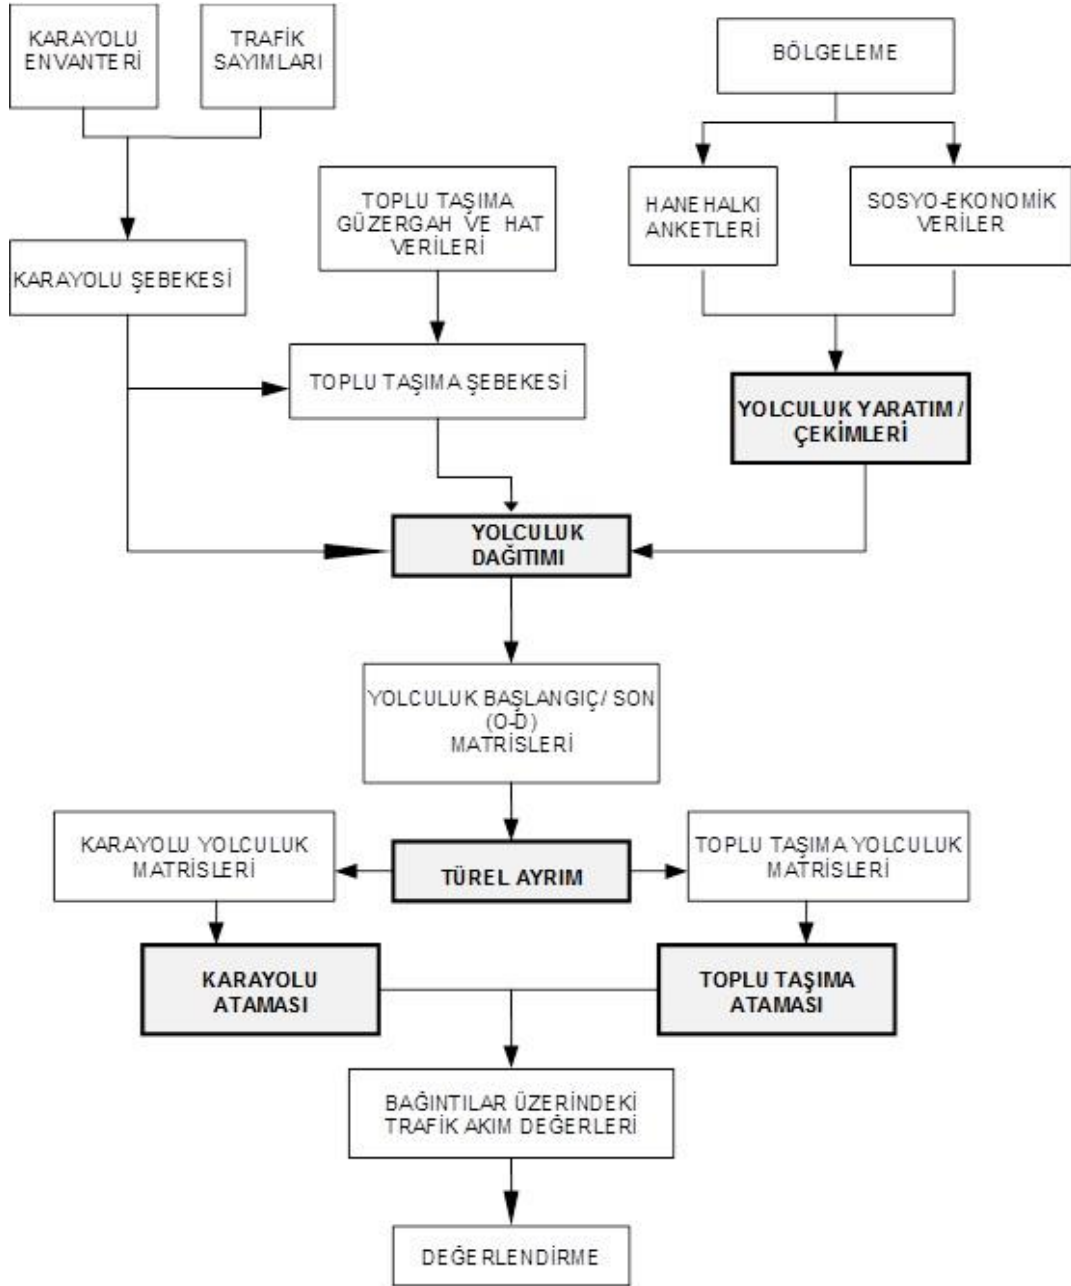 KARAYOLU
ENVANTERİ
TRAFİK
SAYIMLARI
BÖLGELEME
TOPLU TAŞIMA
GÜZERGAH VE HAT
VERİLERİ
HANEHALKI
ANKETLERİ
SOSYO-EKONOMİK
VERİLER
KARAYOLU ŞEBEKESİ
TOPLU TAŞIMA ŞEBEKESİ
YOLCULUK YARATIM /
ÇEKİMLERİ
YOLCULUK
DAĞITIMI
YOLCULUK BAŞLANGIÇ/ SON
(O-D)
MATRİSLERİ
KARAYOLU YOLCULUK
MATRİSLERİ
TÜREL AYRIM
TOPLU TAŞIMA YOLCULUK
MATRİSLERİ
KARAYOLU
ATAMASI
TOPLU TAŞIMA
ATAMASI
BAĞINTILAR ÜZERİNDEKİ
TRAFİK AKIM DEĞERLERİ
DEĞERLENDİRME